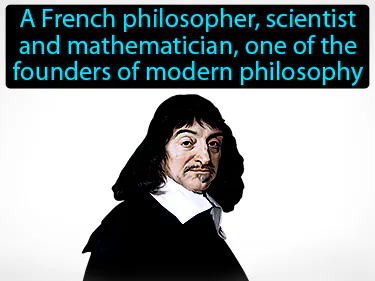 A French philosopher, scientist
and mathematician, one of the
founders of modern philosophy